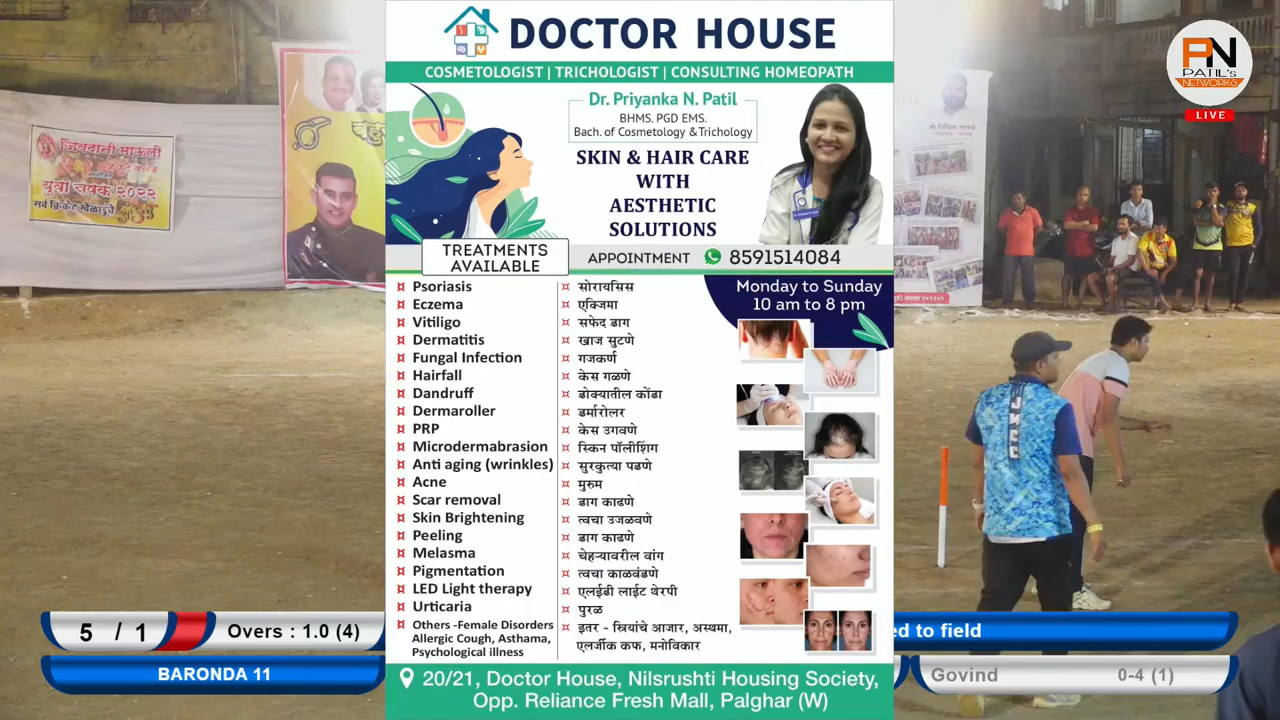 DOCTOR HOUSE
COSMETOLOGIST | TRICHOLOGIST | CONSULTING HOMEOPATH
Dr. Priyanka N. Patil
BHMS. PGD EMS.
Bach. of Cosmetology & Trichology
SKIN & HAIR CARE
WITH
AESTHETIC
SOLUTIONS
TREATMENTS
AVAILABLE
APPOINTMENT 8591514084
Monday to Sunday
10 am to 8 pm
Psoriasis
Eczema
Vitiligo
Dermatitis
Fungal Infection
Hairfall
Dandruff
Dermaroller
PRP
Microdermabrasion
Anti aging (wrinkles)
Acne
Scar removal
Skin Brightening
Peeling
Melasma
Pigmentation
LED Light therapy
Urticaria
Others -Female Disorders
Allergic Cough, Asthama,
Psychological illness
सोरायसिस
एक्जिमा
सफेद डाग
खाज सुटणे
गजकर्ण
केस गळणे
डोक्यातील कोंडा
डर्मारोलर
केस उगवणे
स्किन पॉलीशिंग
सुरकुत्या पडणे
मुरुम
डाग काढणे
त्वचा उजळवणे
डाग काढणे
चेहऱ्यावरील वांग
त्वचा काळवंडणे
एलईडी लाईट थेरपी
पुरळ
इतर - स्त्रियांचे आजार, अस्थमा,
एलर्जीक कफ, मनोविकार
20/21, Doctor House, Nilsrushti Housing Society,
Opp. Reliance Fresh Mall, Palghar (W)
PN
PATIL's
NETWORKS
LIVE
जिवदानी माऊली
युवा चषक २०२२
JMCC
5 / 1
Overs : 1.0 (4)
BARONDA 11
ed to field
Govind 0-4 (1)